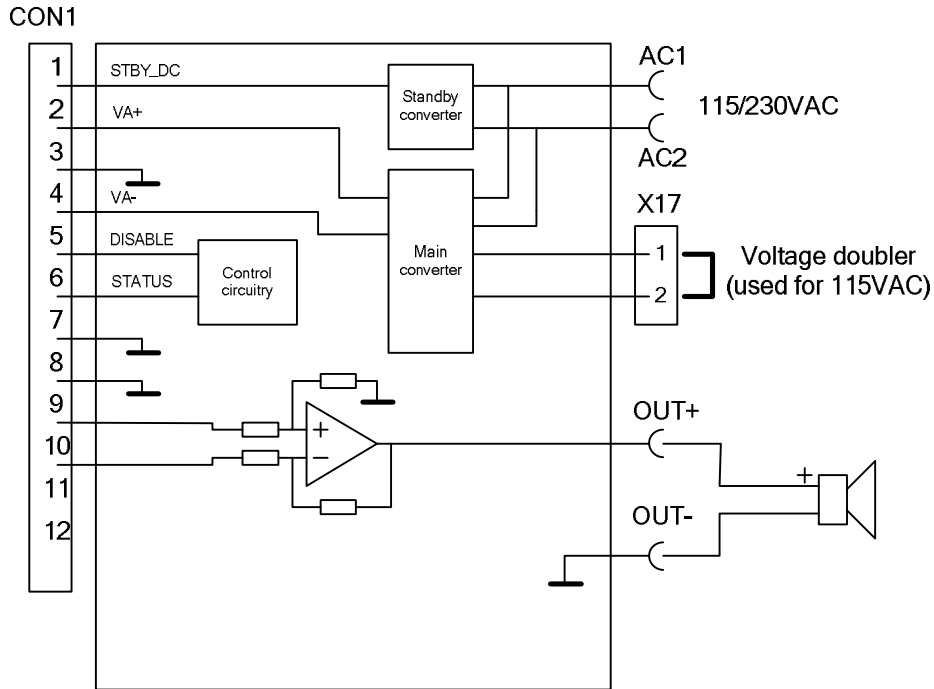 CON1
1
2
3
4
5
6
7
8
9
10
11
12
STBY_DC
VA+
VA-
DISABLE
STATUS
Standby
converter
Main
converter
Control
circuitry
+
−
AC1
115/230VAC
AC2
X17
1
2
Voltage doubler
(used for 115VAC)
OUT+
+
OUT-